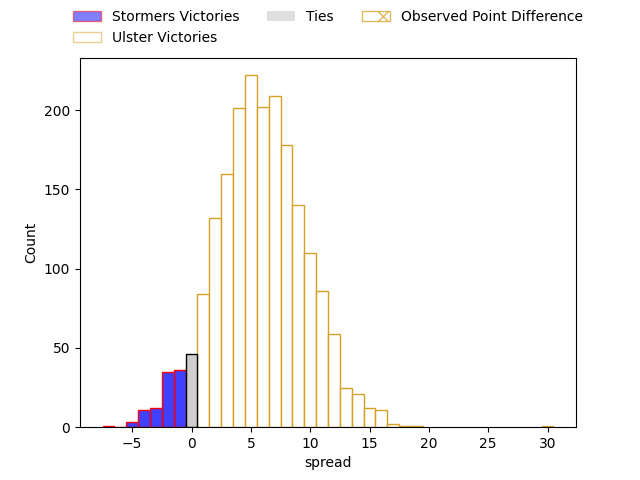 Stormers Victories
Ties
Observed Point Difference
Ulster Victories
200
150
100
50
0
Count
−5
0
5
10
15
20
25
30
spread